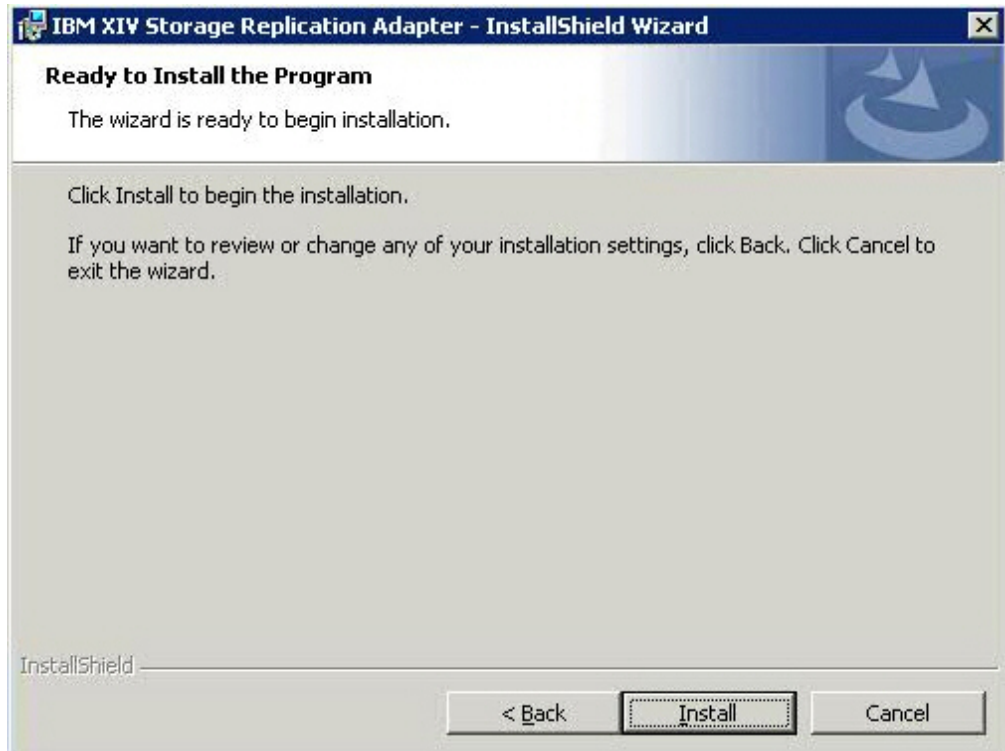 IBM XIV Storage Replication Adapter - InstallShield Wizard
Ready to Install the Program
The wizard is ready to begin installation.
Click Install to begin the installation.
If you want to review or change any of your installation settings, click Back. Click Cancel to
exit the wizard.
InstallShield
< Back Install Cancel